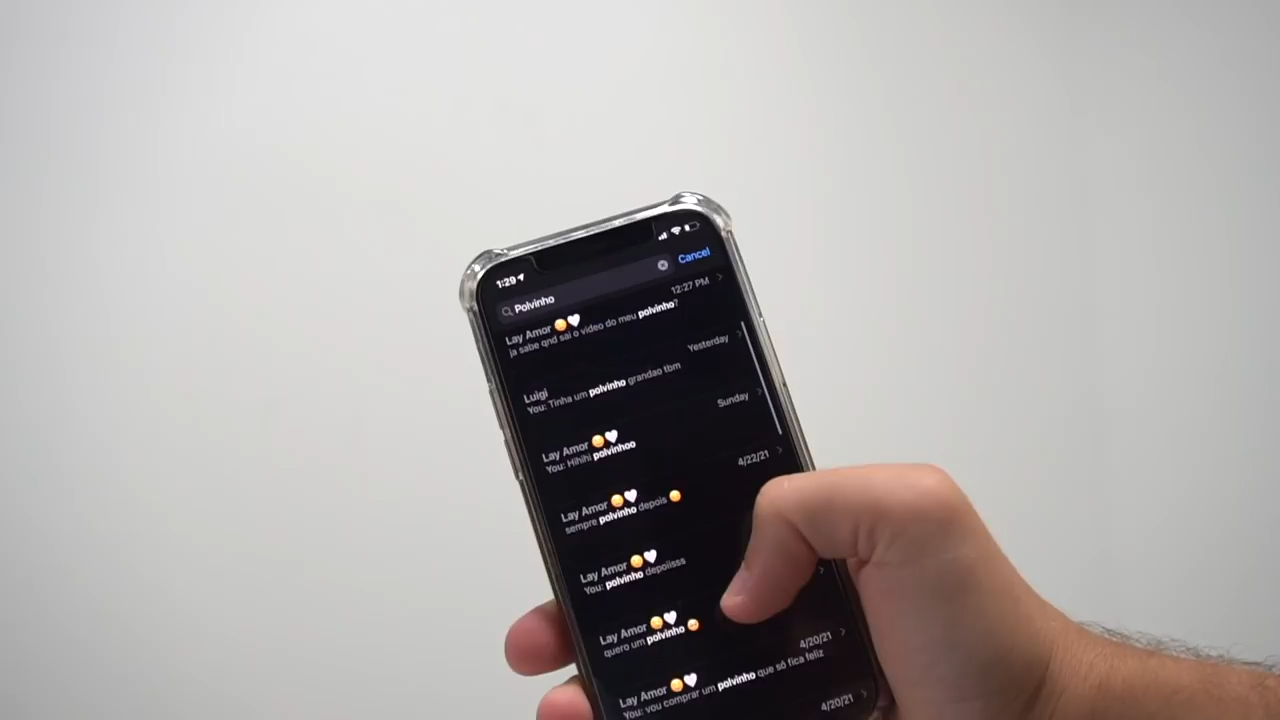 1:29
Polvinho
Cancel
12:27 PM
Lay Amor 😊🤍
ja sabe qnd sai o video do meu polvinho?
Yesterday
Luigi
You: Tinha um polvinho grandao tbm
Sunday
Lay Amor 😊🤍
You: Hihihi polvinhoo
4/22/21
Lay Amor 😊🤍
sempre polvinho depois
Lay Amor 😊🤍
You: polvinho depoiisss
Lay Amor 😊🤍
quero um polvinho
4/20/21
Lay Amor 😊🤍
You: vou comprar um polvinho que só fica feliz
4/20/21